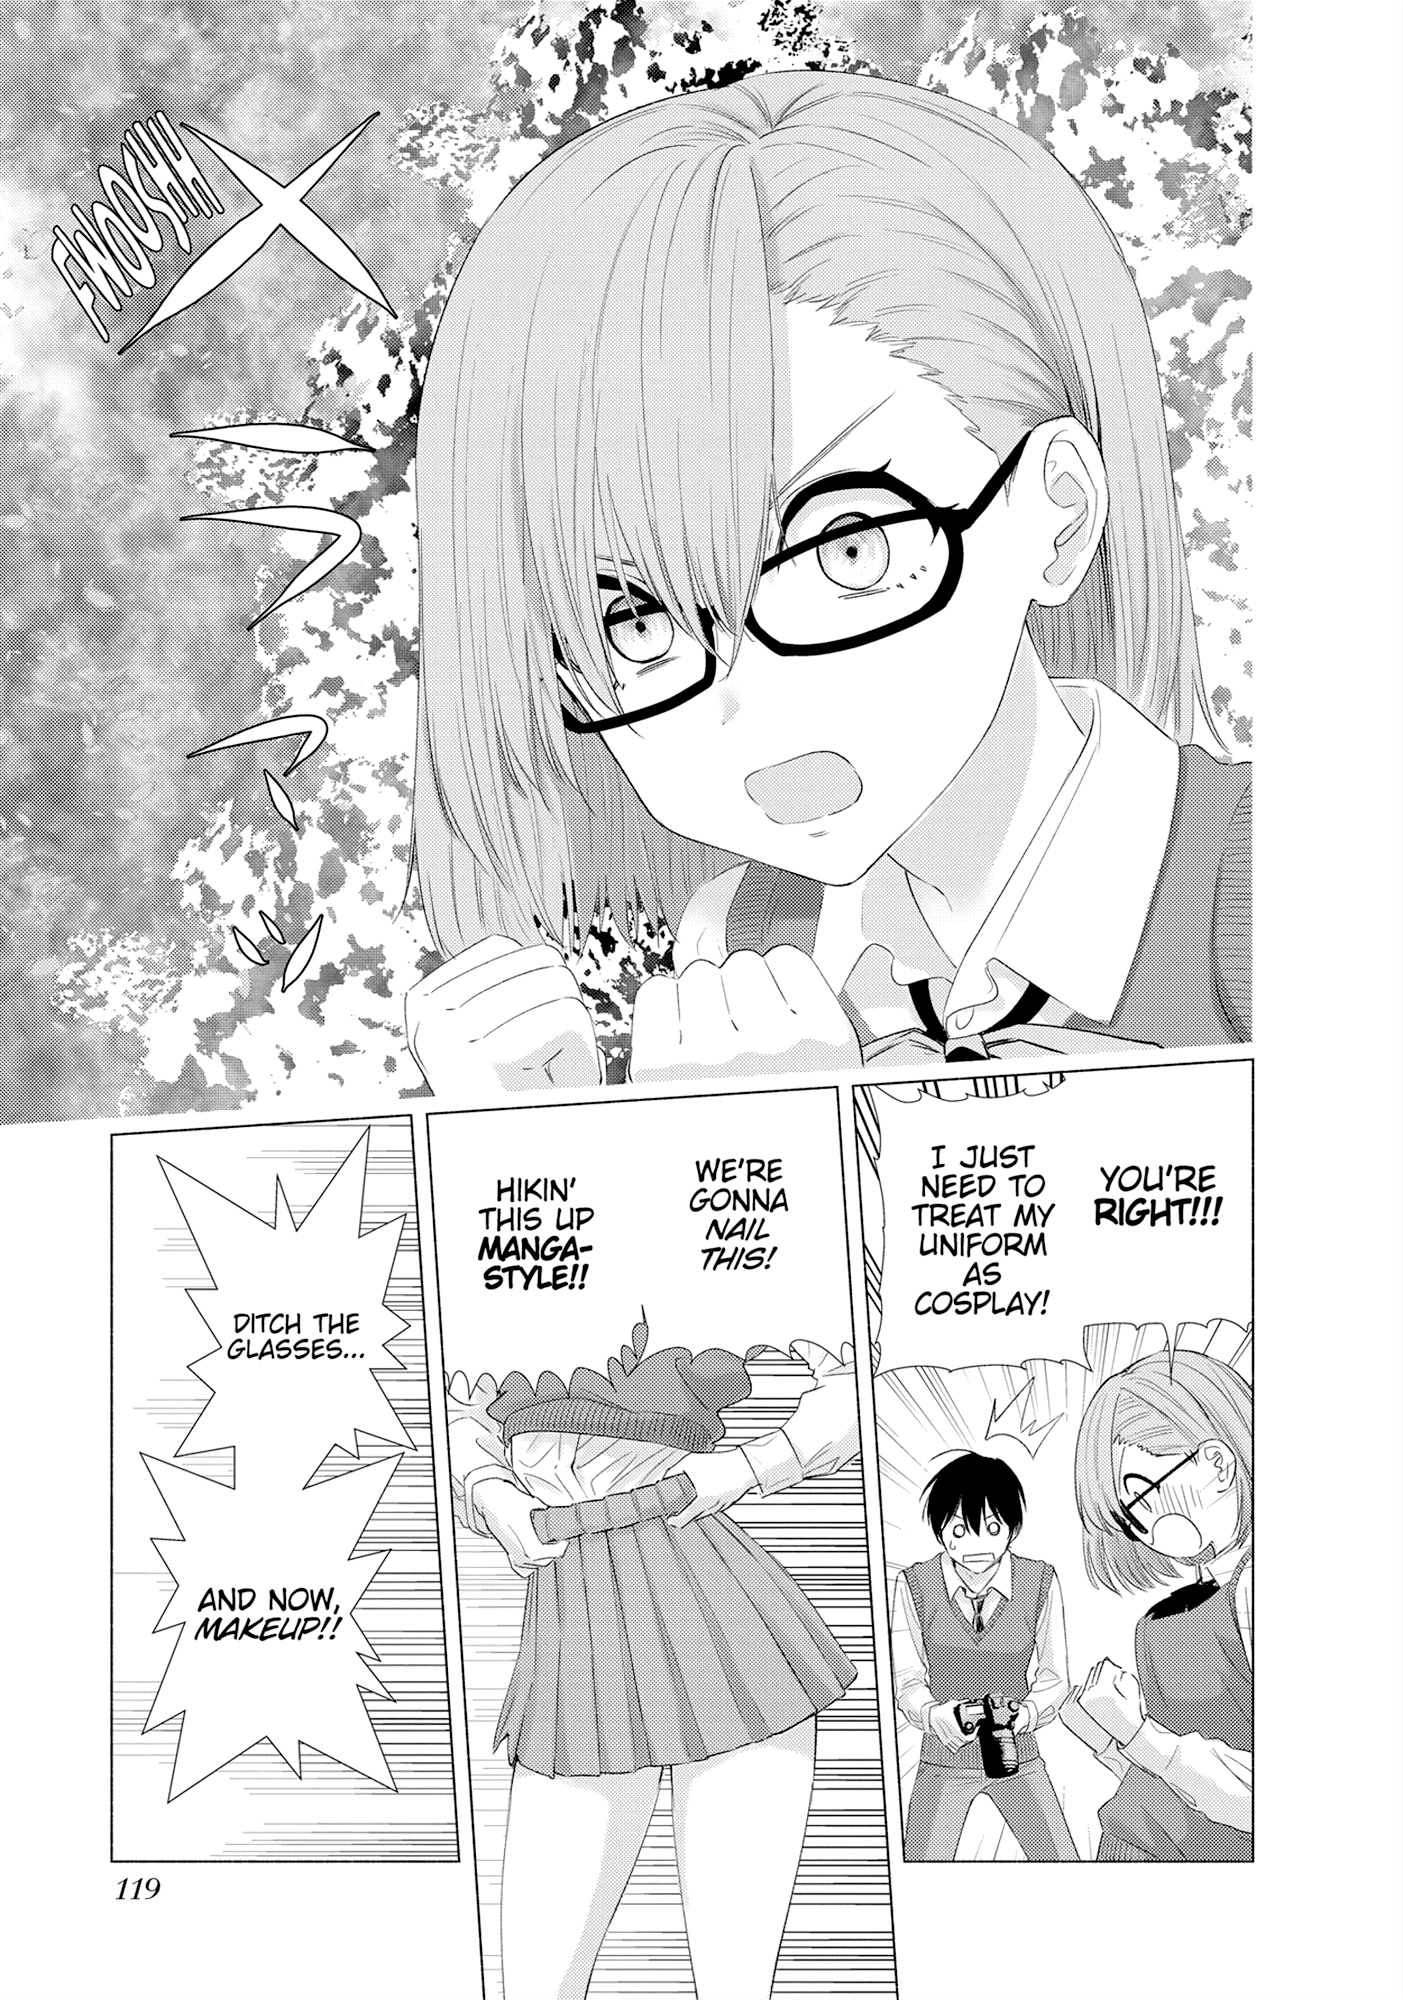 FWOOSHH
YOU'RE
RIGHT!!!
I JUST
NEED TO
TREAT MY
UNIFORM
AS
COSPLAY!
WE'RE
GONNA
NAIL
THIS!
HIKIN'
THIS UP
MANGA-
STYLE!!
DITCH THE
GLASSES...
AND NOW,
MAKEUP!!
119